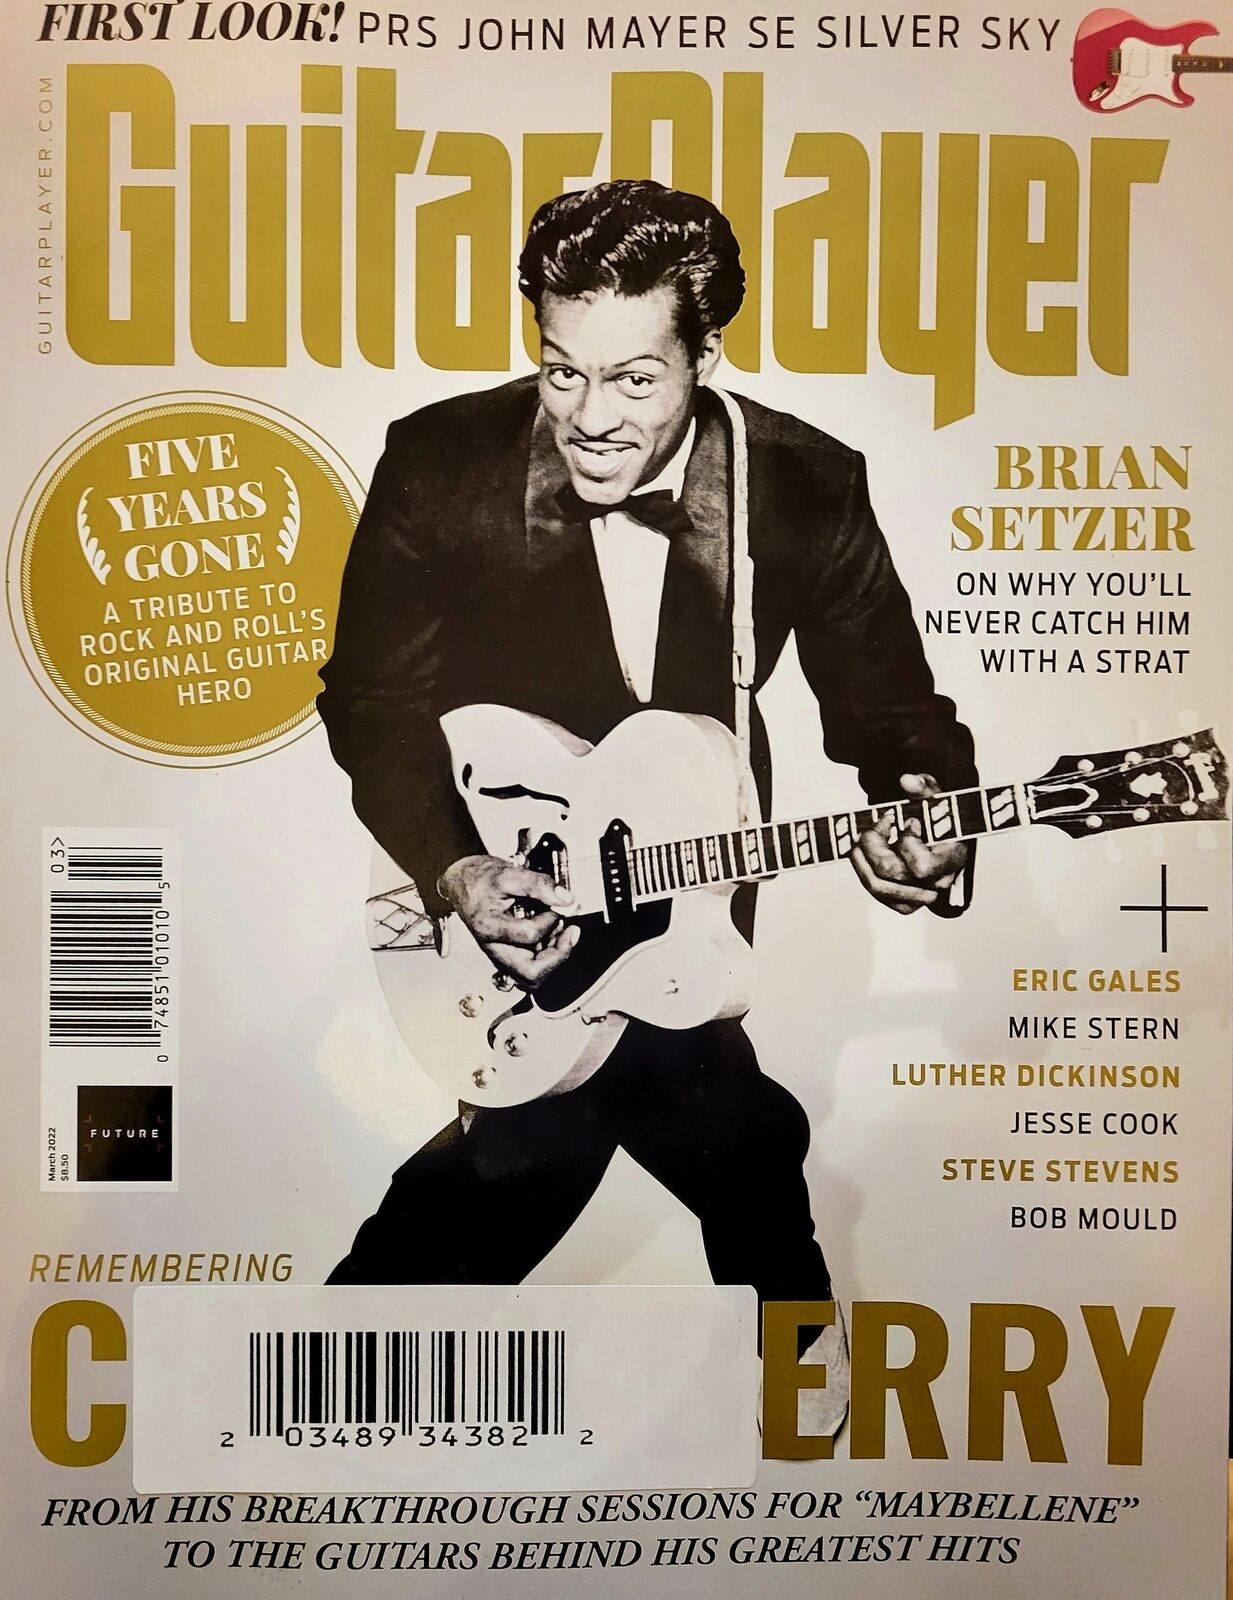 FIRST LOOK! PRS JOHN MAYER SE SILVER SKY
GuitarPlayer
GUITARPLAYER.COM
FIVE
YEARS
GONE
A TRIBUTE TO
ROCK AND ROLL'S
ORIGINAL GUITAR
HERO
BRIAN
SETZER
ON WHY YOU'LL
NEVER CATCH HIM
WITH A STRAT
03>
0 74851 01010 5
FUTURE
March 2022
$8.50
ERIC GALES
MIKE STERN
LUTHER DICKINSON
JESSE COOK
STEVE STEVENS
BOB MOULD
REMEMBERING
C ERRY
2 03489 34382 2
FROM HIS BREAKTHROUGH SESSIONS FOR “MAYBELLENE”
TO THE GUITARS BEHIND HIS GREATEST HITS